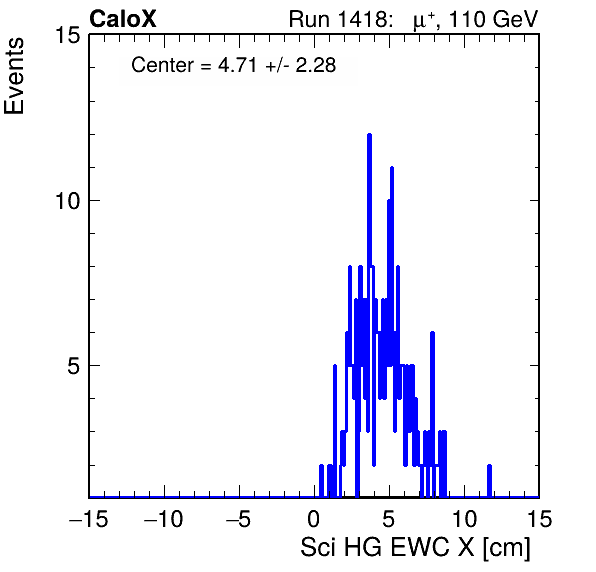 CaloX Run 1418: μ⁺, 110 GeV
Events
Center = 4.71 +/- 2.28
15
10
5
−15 −10 −5 0 5 10 15
Sci HG EWC X [cm]